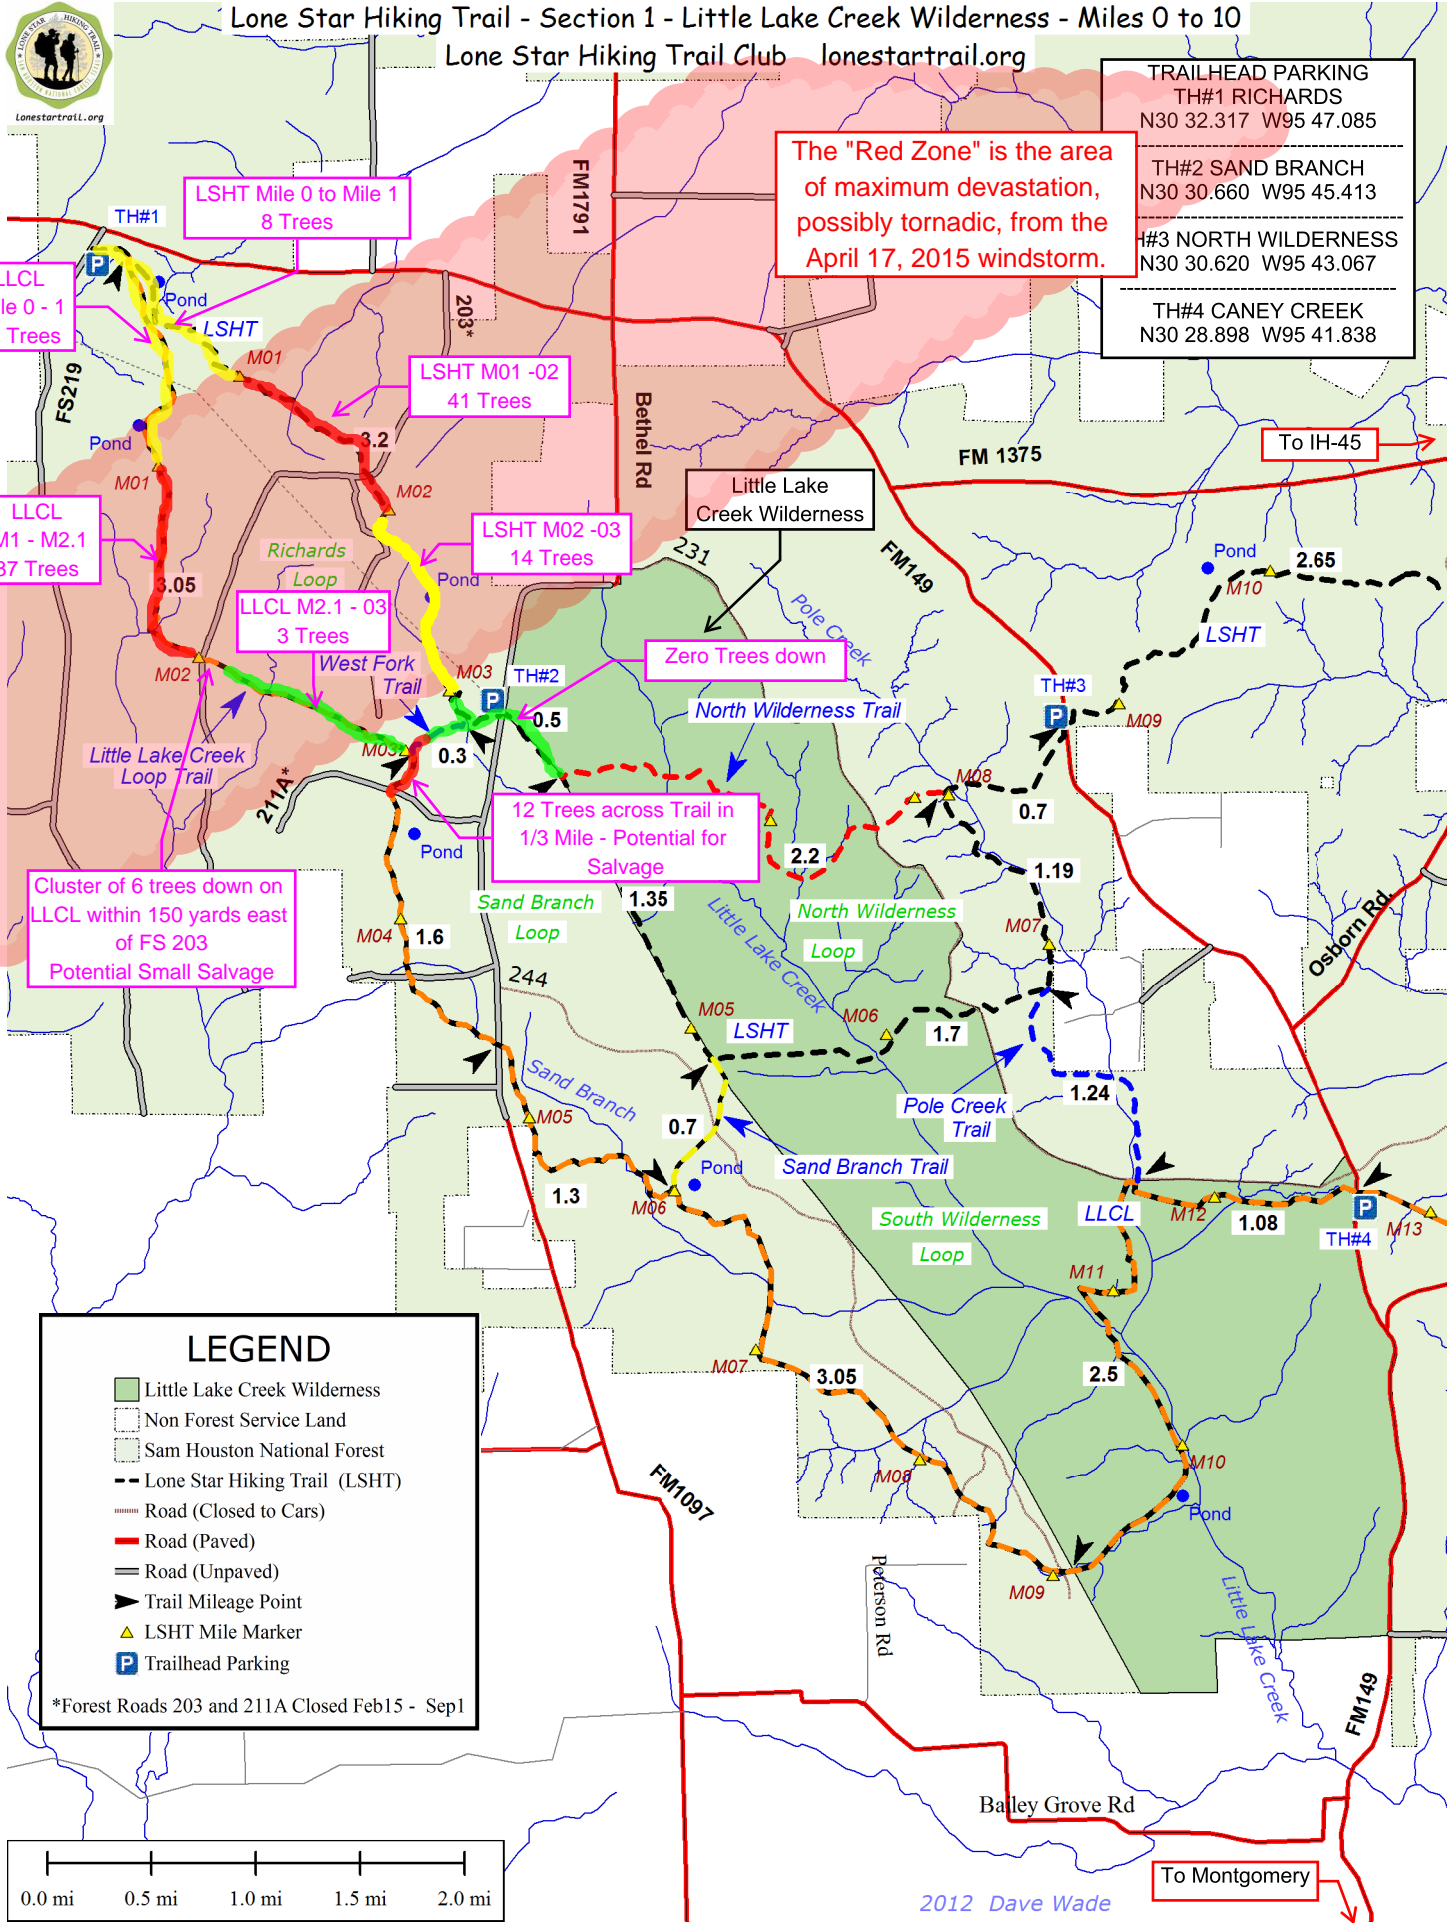 Lone Star Hiking Trail - Section 1 - Little Lake Creek Wilderness - Miles 0 to 10
Lone Star Hiking Trail Club lonestartrail.org
LONE STAR HIKING TRAIL
lonestartrail.org
TRAILHEAD PARKING
TH#1 RICHARDS
N30 32.317 W95 47.085
TH#2 SAND BRANCH
N30 30.660 W95 45.413
H#3 NORTH WILDERNESS
N30 30.620 W95 43.067
TH#4 CANEY CREEK
N30 28.898 W95 41.838
The "Red Zone" is the area
of maximum devastation,
possibly tornadic, from the
April 17, 2015 windstorm.
LSHT Mile 0 to Mile 1
8 Trees
TH#1
P
FM1791
LLCL
le 0 - 1
Trees
Pond
LSHT
M01
203*
FS219
LSHT M01 -02
41 Trees
3.2
Bethel Rd
Pond
M01
M02
FM 1375
To IH-45
Little Lake
Creek Wilderness
LLCL
M1 - M2.1
37 Trees
LSHT M02 -03
14 Trees
Richards
Loop
Pond
3.05
231
FM149
Pond
M10
2.65
LLCL M2.1 - 03
3 Trees
Pole Creek
LSHT
Zero Trees down
M02
West Fork
Trail
M03
TH#2
P
TH#3
P
M09
North Wilderness Trail
0.5
0.3
M03
Little Lake Creek
Loop Trail
211A*
M08
0.7
12 Trees across Trail in
1/3 Mile - Potential for
Salvage
Pond
2.2
1.19
Cluster of 6 trees down on
LLCL within 150 yards east
of FS 203
Potential Small Salvage
Sand Branch
Loop
1.35
Little Lake Creek
North Wilderness
Loop
M07
M04
1.6
Osborn Rd.
244
M05
LSHT
M06
1.7
Sand Branch
M05
0.7
Pole Creek
Trail
1.24
Pond
Sand Branch Trail
1.3
M06
South Wilderness
Loop
LLCL
M12
1.08
P
TH#4
M13
M11
M07
3.05
2.5
M08
M10
Pond
FM1097
Peterson Rd
M09
Little Lake Creek
FM149
Bailey Grove Rd
To Montgomery
2012 Dave Wade
LEGEND
Little Lake Creek Wilderness
Non Forest Service Land
Sam Houston National Forest
Lone Star Hiking Trail (LSHT)
Road (Closed to Cars)
Road (Paved)
Road (Unpaved)
Trail Mileage Point
LSHT Mile Marker
P Trailhead Parking
*Forest Roads 203 and 211A Closed Feb15 - Sep1
0.0 mi 0.5 mi 1.0 mi 1.5 mi 2.0 mi